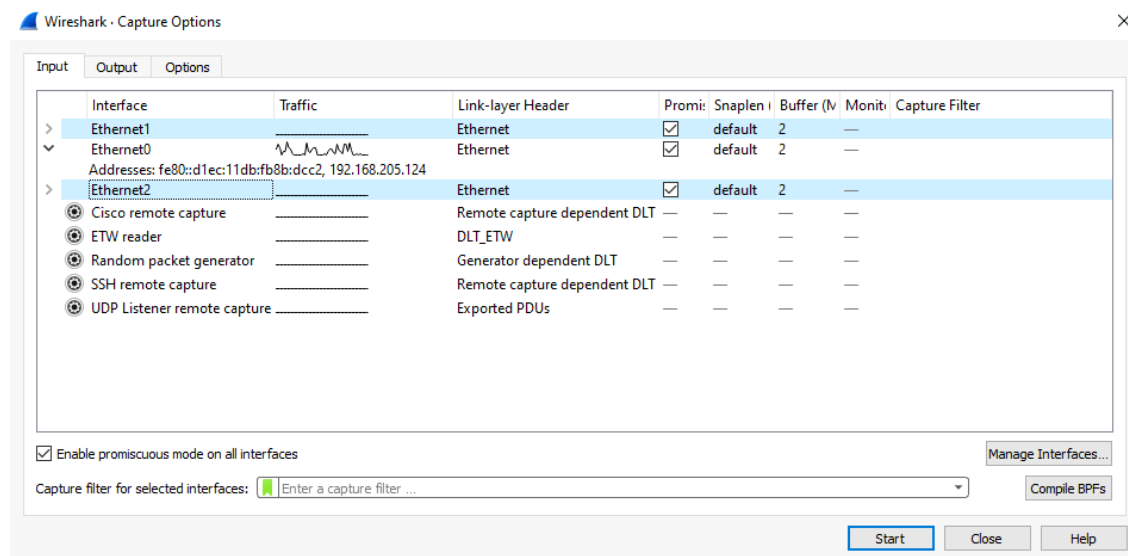 Wireshark · Capture Options
Input Output Options
Interface Traffic Link-layer Header Promis Snaplen ( Buffer (M Monito Capture Filter
Ethernet1 Ethernet default 2 —
Ethernet0 Ethernet default 2 —
Addresses: fe80::d1ec:11db:fb8b:dcc2, 192.168.205.124
Ethernet2 Ethernet default 2 —
Cisco remote capture Remote capture dependent DLT — — — —
ETW reader DLT_ETW — — — —
Random packet generator Generator dependent DLT — — — —
SSH remote capture Remote capture dependent DLT — — — —
UDP Listener remote capture Exported PDUs — — — —
Enable promiscuous mode on all interfaces Manage Interfaces...
Capture filter for selected interfaces: Enter a capture filter ... Compile BPFs
Start Close Help